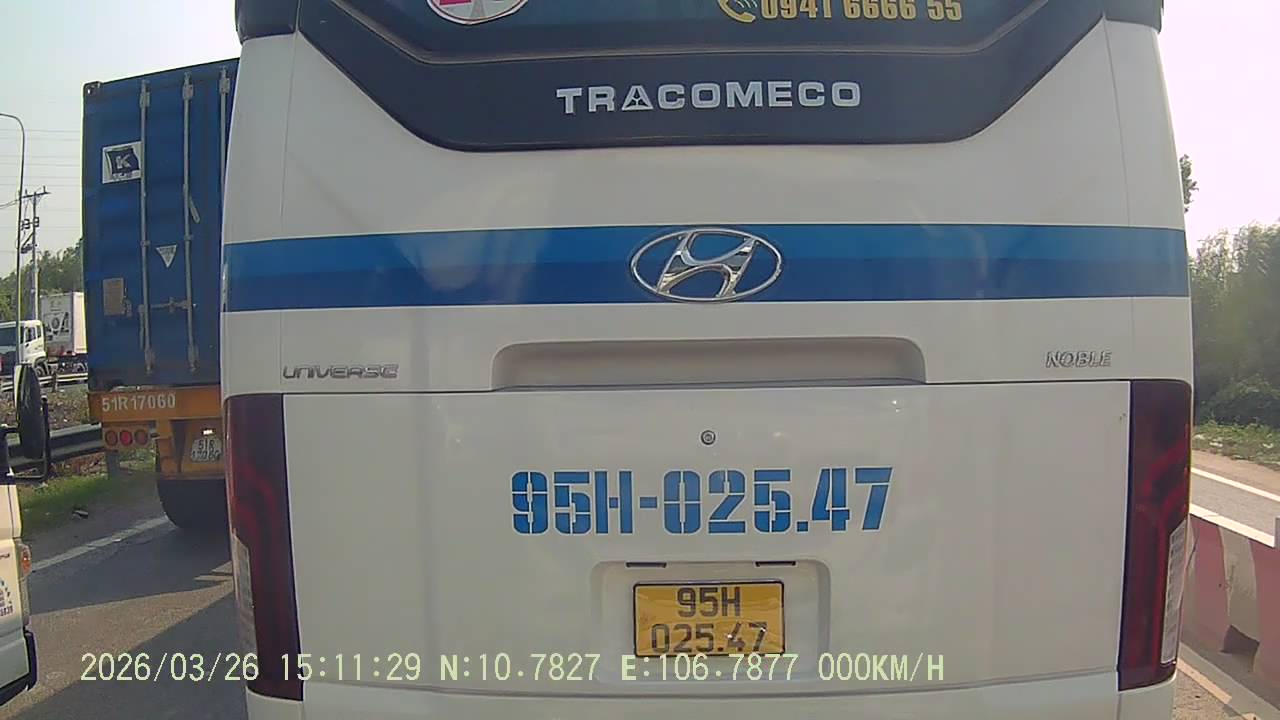 0941 6666 55
TRACOMECO
K
UNIVERSE
NOBLE
51R17060
51R
95H-025.47
95H
025.47
2026/03/26 15:11:29 N:10.7827 E:106.7877 000KM/H